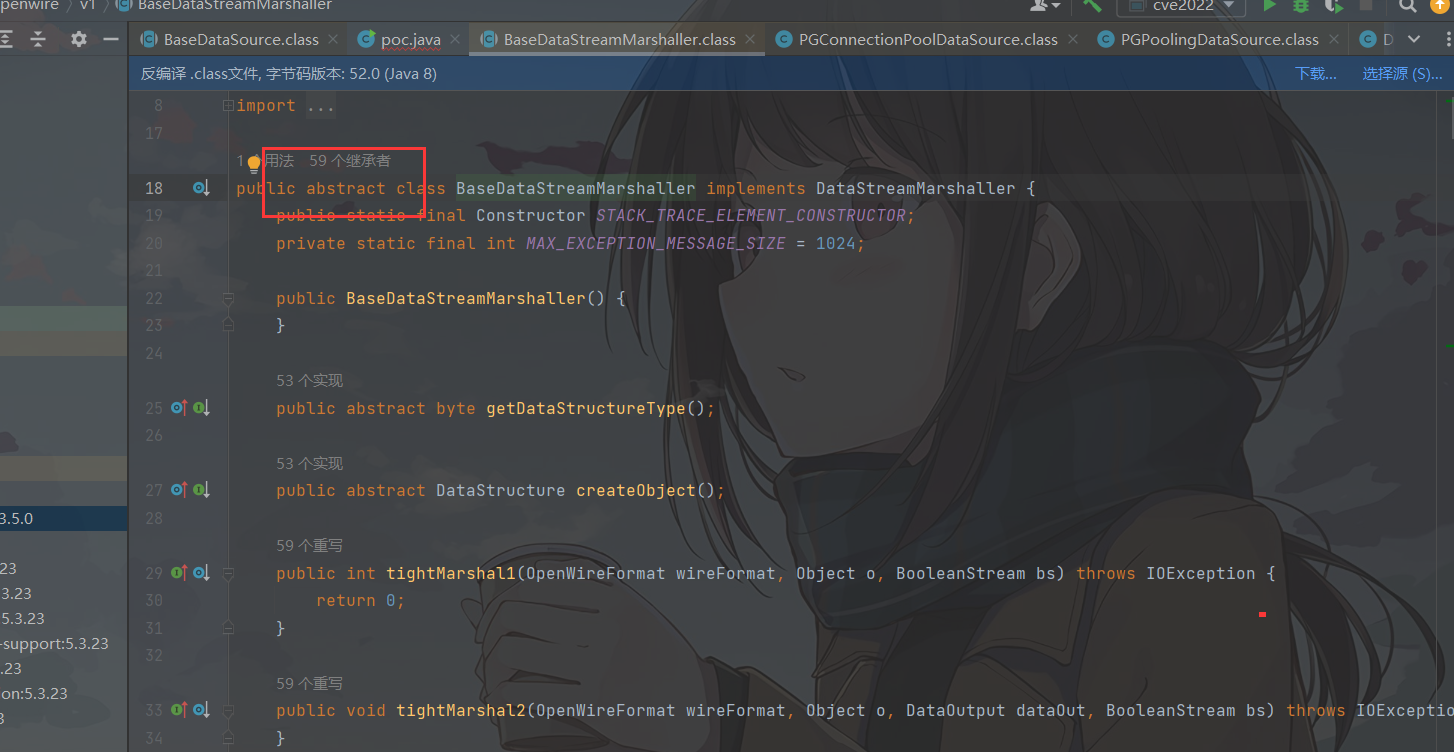 penwire › v1 › BaseDataStreamMarshaller cve2022
BaseDataSource.class poc.java BaseDataStreamMarshaller.class PGConnectionPoolDataSource.class PGPoolingDataSource.class D
反编译 .class文件, 字节码版本: 52.0 (Java 8) 下载... 选择源 (S)...
8 import ...
17
1 个用法 59 个继承者
18 public abstract class BaseDataStreamMarshaller implements DataStreamMarshaller {
19 public static final Constructor STACK_TRACE_ELEMENT_CONSTRUCTOR;
20 private static final int MAX_EXCEPTION_MESSAGE_SIZE = 1024;
21
22 public BaseDataStreamMarshaller() {
23 }
24
53 个实现
25 public abstract byte getDataStructureType();
26
53 个实现
27 public abstract DataStructure createObject();
28
59 个重写
29 public int tightMarshal1(OpenWireFormat wireFormat, Object o, BooleanStream bs) throws IOException {
30 return 0;
31 }
32
59 个重写
33 public void tightMarshal2(OpenWireFormat wireFormat, Object o, DataOutput dataOut, BooleanStream bs) throws IOException
34 }
3.5.0
23
3.23
5.3.23
-support:5.3.23
.23
on:5.3.23
3